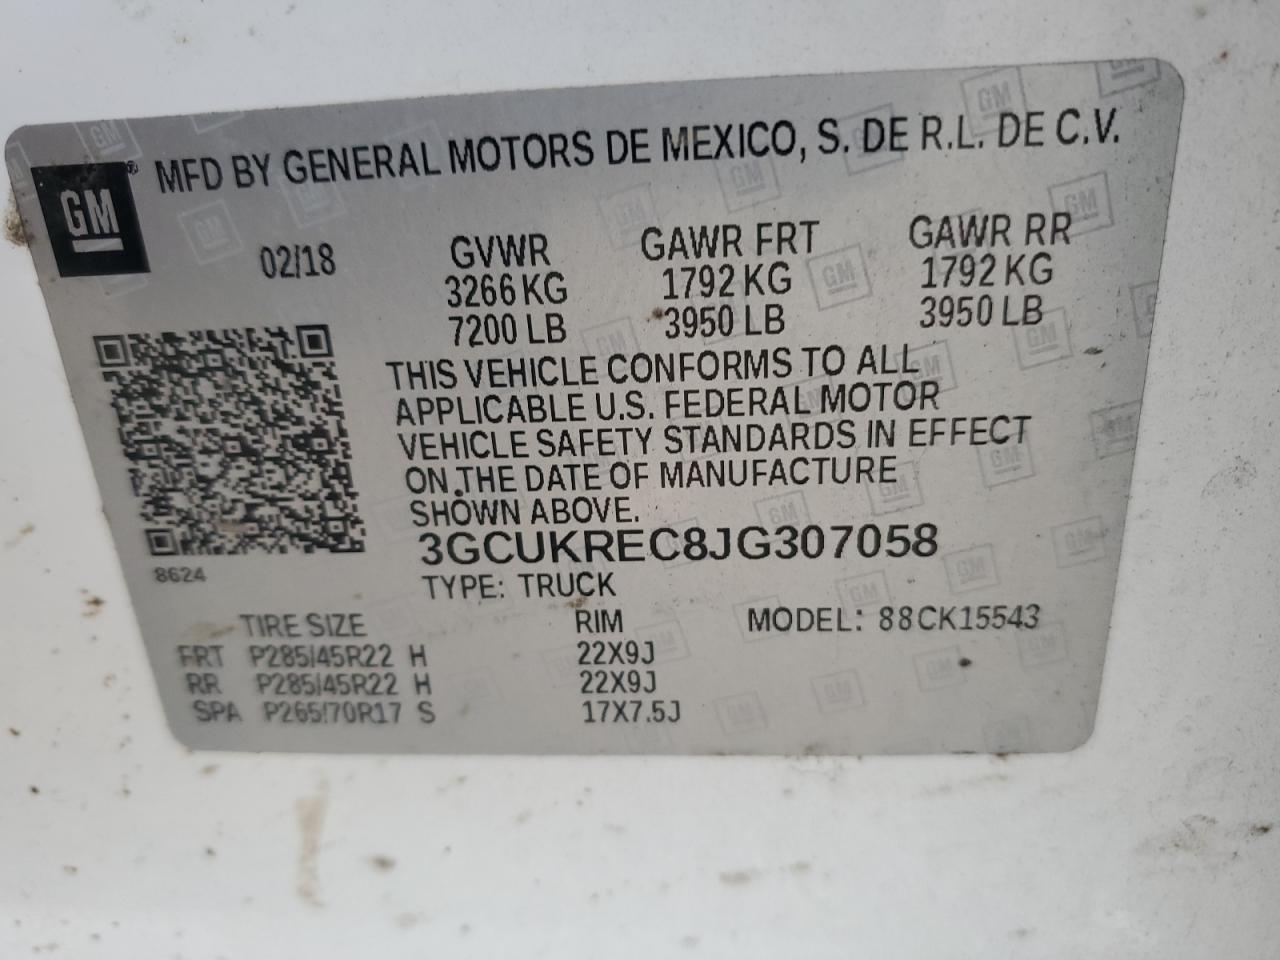 GM® MFD BY GENERAL MOTORS DE MEXICO, S. DE R.L. DE C.V.
02/18 GVWR GAWR FRT GAWR RR
3266 KG 1792 KG 1792 KG
7200 LB 3950 LB 3950 LB
THIS VEHICLE CONFORMS TO ALL
APPLICABLE U.S. FEDERAL MOTOR
VEHICLE SAFETY STANDARDS IN EFFECT
ON THE DATE OF MANUFACTURE
SHOWN ABOVE.
3GCUKREC8JG307058
8624
TYPE: TRUCK
TIRE SIZE RIM MODEL: 88CK15543
FRT P285/45R22 H 22X9J
RR P285/45R22 H 22X9J
SPA P265/70R17 S 17X7.5J